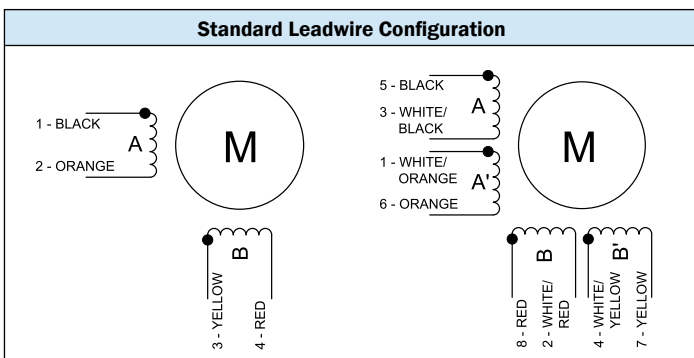 Standard Leadwire Configuration
1 - BLACK
A
2 - ORANGE
M
B
3 - YELLOW
4 - RED
5 - BLACK
A
3 - WHITE/
BLACK
1 - WHITE/
ORANGE
A'
6 - ORANGE
M
B
B'
8 - RED
2 - WHITE/
RED
4 - WHITE/
YELLOW
7 - YELLOW